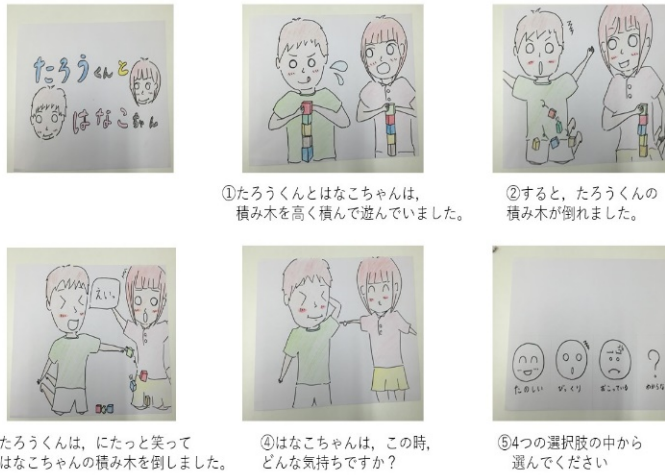 たろうくんと
はなこちゃん
①たろうくんとはなこちゃんは，
積み木を高く積んで遊んでいました。
②すると，たろうくんの
積み木が倒れました。
えい。
たろうくんは，にたっと笑って
はなこちゃんの積み木を倒しました。
④はなこちゃんは，この時，
どんな気持ちですか？
たのしい
びっくり
おこっている
?
わからな
⑤4つの選択肢の中から
選んでください